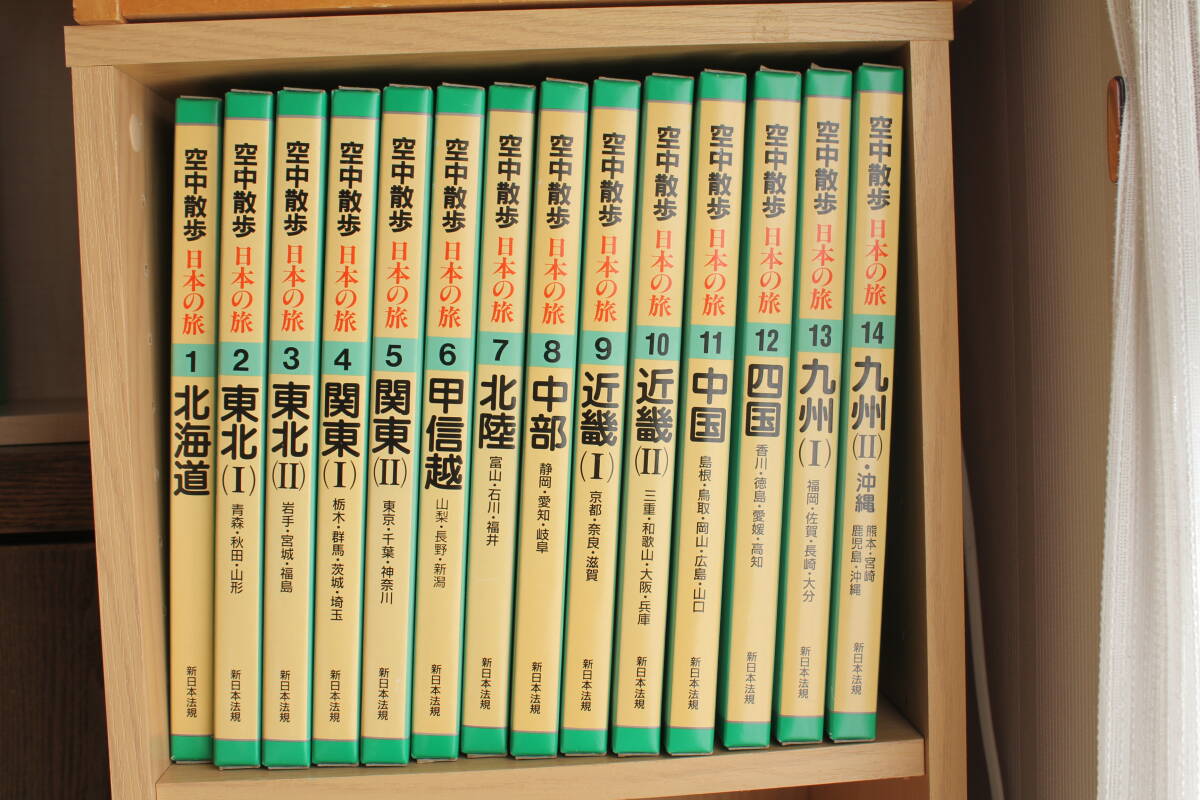 空中散歩 日本の旅
1
北海道
新日本法規
空中散歩 日本の旅
2
東北(I)
青森・秋田・山形
新日本法規
空中散歩 日本の旅
3
東北(II)
岩手・宮城・福島
新日本法規
空中散歩 日本の旅
4
関東(I)
栃木・群馬・茨城・埼玉
新日本法規
空中散歩 日本の旅
5
関東(II)
東京・千葉・神奈川
新日本法規
空中散歩 日本の旅
6
甲信越
山梨・長野・新潟
新日本法規
空中散歩 日本の旅
7
北陸
富山・石川・福井
新日本法規
空中散歩 日本の旅
8
中部
静岡・愛知・岐阜
新日本法規
空中散歩 日本の旅
9
近畿(I)
京都・奈良・滋賀
新日本法規
空中散歩 日本の旅
10
近畿(II)
三重・和歌山・大阪・兵庫
新日本法規
空中散歩 日本の旅
11
中国
島根・鳥取・岡山・広島・山口
新日本法規
空中散歩 日本の旅
12
四国
香川・徳島・愛媛・高知
新日本法規
空中散歩 日本の旅
13
九州(I)
福岡・佐賀・長崎・大分
新日本法規
空中散歩 日本の旅
14
九州(II)・沖縄
熊本・宮崎
鹿児島・沖縄
新日本法規